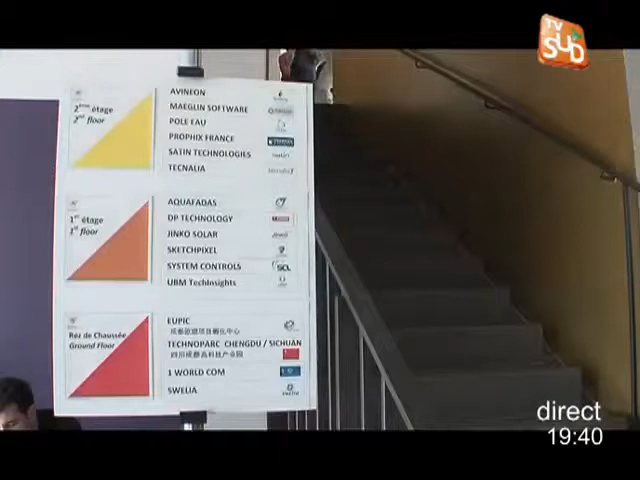 TV
SUD
2ème étage
2nd floor
AVINEON
MAEGLIN SOFTWARE
POLE EAU
PROPHIX FRANCE
SATIN TECHNOLOGIES
TECNALIA
1er étage
1st floor
AQUAFADAS
DP TECHNOLOGY
JINKO SOLAR
SKETCHPIXEL
SYSTEM CONTROLS
SCL
UBM TechInsights
Rez de Chaussée
Ground Floor
EUPIC
TECHNOPARC CHENGDU / SICHUAN
1 WORLD COM
SWELIA
direct
19:40